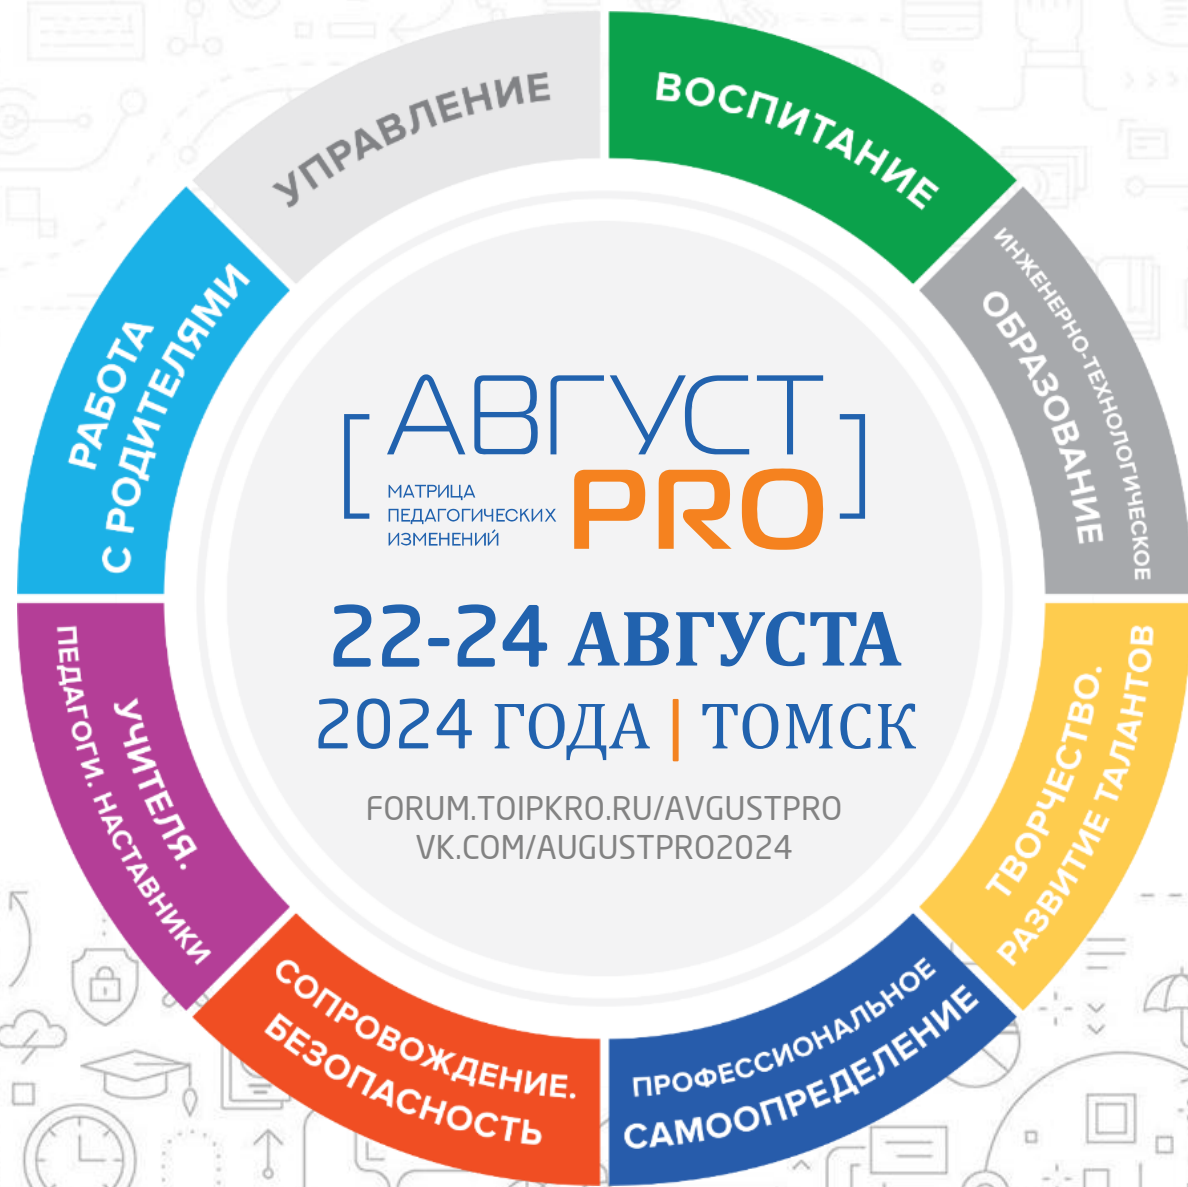 УПРАВЛЕНИЕ
ВОСПИТАНИЕ
ИНЖЕНЕРНО-ТЕХНОЛОГИЧЕСКОЕ
ОБРАЗОВАНИЕ
ТВОРЧЕСТВО.
РАЗВИТИЕ ТАЛАНТОВ
ПРОФЕССИОНАЛЬНОЕ
САМООПРЕДЕЛЕНИЕ
СОПРОВОЖДЕНИЕ.
БЕЗОПАСНОСТЬ
УЧИТЕЛЯ.
ПЕДАГОГИ. НАСТАВНИКИ
РАБОТА
С РОДИТЕЛЯМИ
[АВГУСТ
PRO]
МАТРИЦА
ПЕДАГОГИЧЕСКИХ
ИЗМЕНЕНИЙ
22-24 АВГУСТА
2024 ГОДА | ТОМСК
FORUM.TOIPKRO.RU/AVGUSTPRO
VK.COM/AUGUSTPRO2024